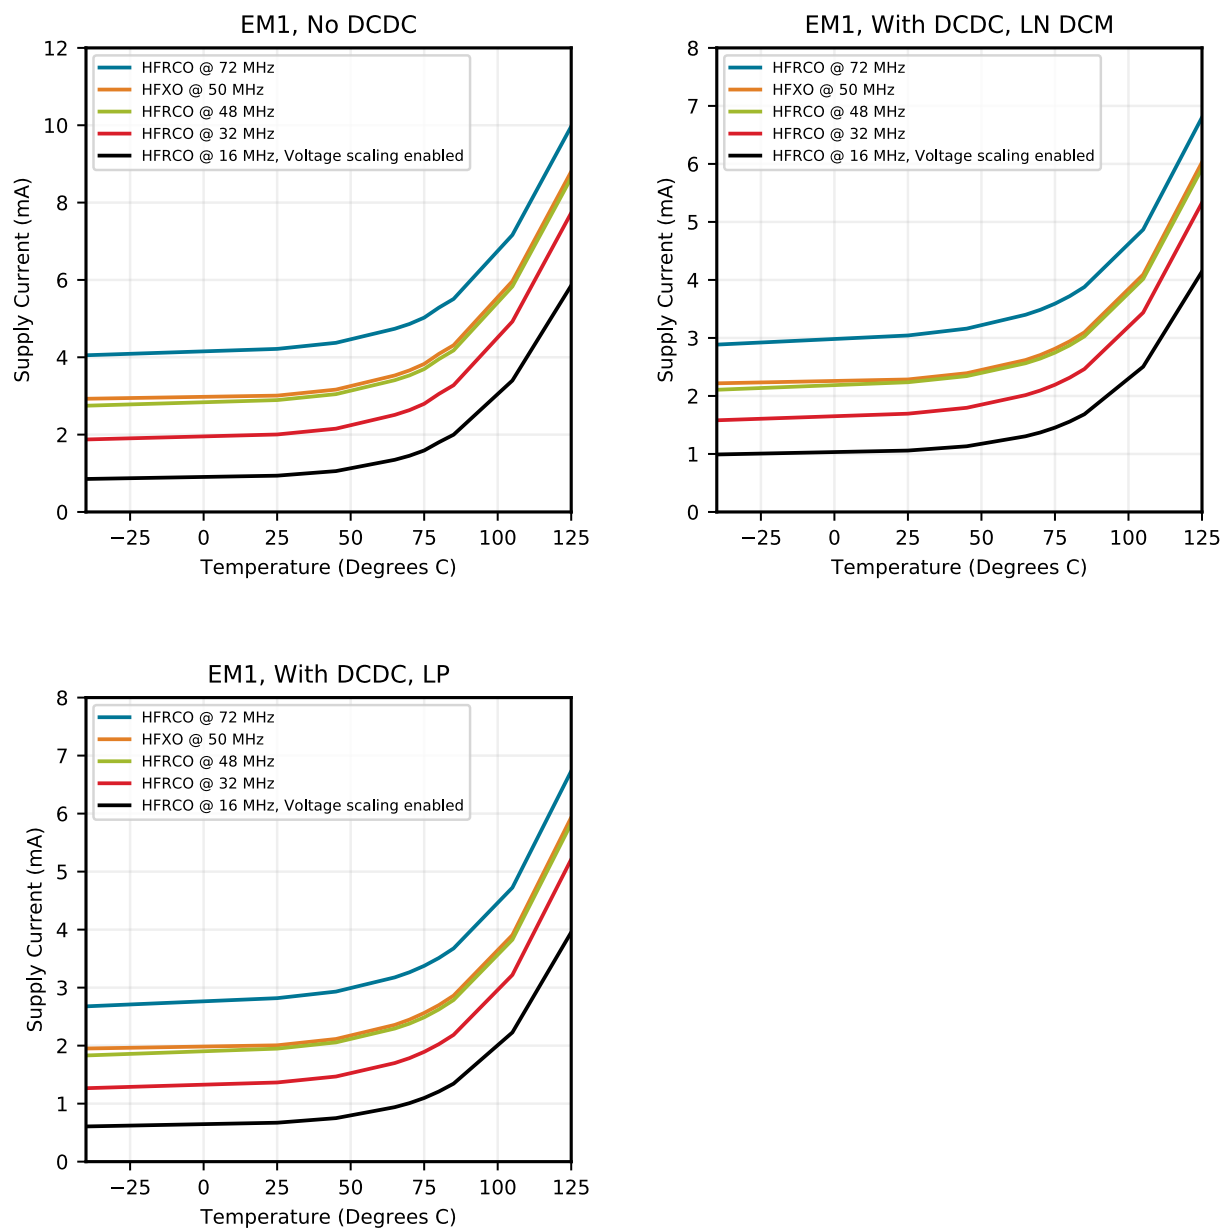 EM1, No DCDC
12
10
8
6
4
2
0
Supply Current (mA)
HFRCO @ 72 MHz
HFXO @ 50 MHz
HFRCO @ 48 MHz
HFRCO @ 32 MHz
HFRCO @ 16 MHz, Voltage scaling enabled
−25 0 25 50 75 100 125
Temperature (Degrees C)
EM1, With DCDC, LN DCM
8
7
6
5
4
3
2
1
0
Supply Current (mA)
HFRCO @ 72 MHz
HFXO @ 50 MHz
HFRCO @ 48 MHz
HFRCO @ 32 MHz
HFRCO @ 16 MHz, Voltage scaling enabled
−25 0 25 50 75 100 125
Temperature (Degrees C)
EM1, With DCDC, LP
8
7
6
5
4
3
2
1
0
Supply Current (mA)
HFRCO @ 72 MHz
HFXO @ 50 MHz
HFRCO @ 48 MHz
HFRCO @ 32 MHz
HFRCO @ 16 MHz, Voltage scaling enabled
−25 0 25 50 75 100 125
Temperature (Degrees C)